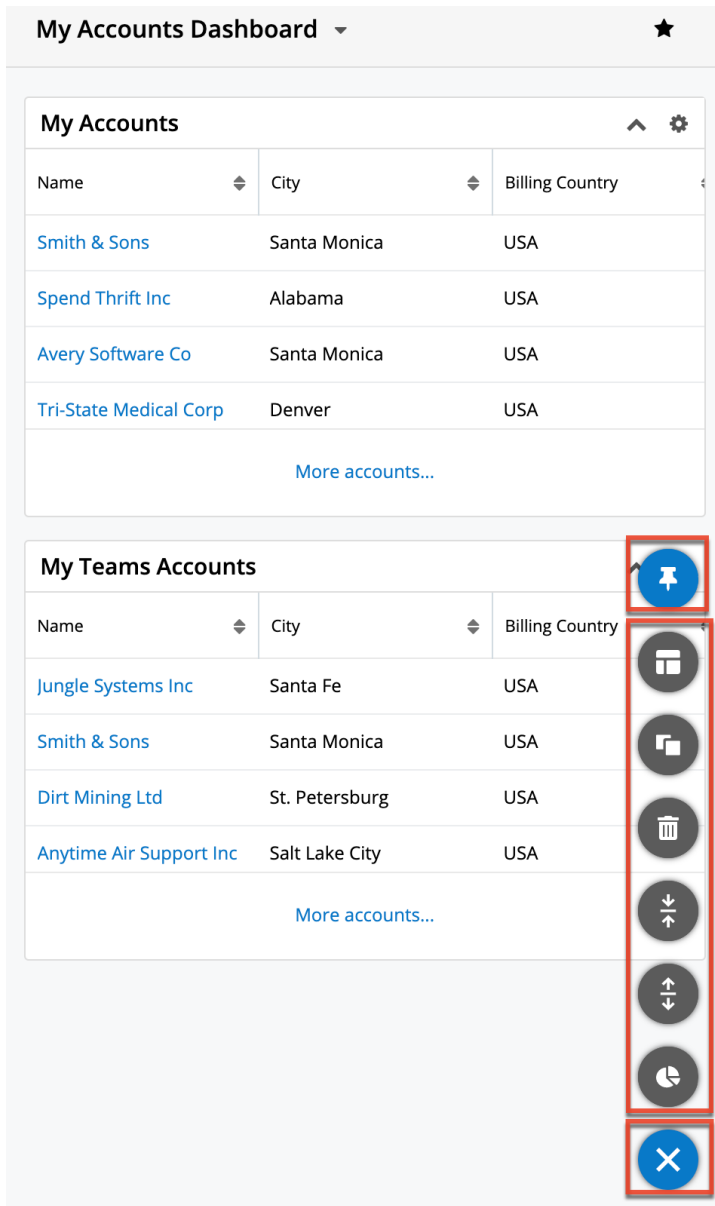 My Accounts Dashboard
My Accounts
Name City Billing Country
Smith & Sons Santa Monica USA
Spend Thrift Inc Alabama USA
Avery Software Co Santa Monica USA
Tri-State Medical Corp Denver USA
More accounts...
My Teams Accounts
Name City Billing Country
Jungle Systems Inc Santa Fe USA
Smith & Sons Santa Monica USA
Dirt Mining Ltd St. Petersburg USA
Anytime Air Support Inc Salt Lake City USA
More accounts...